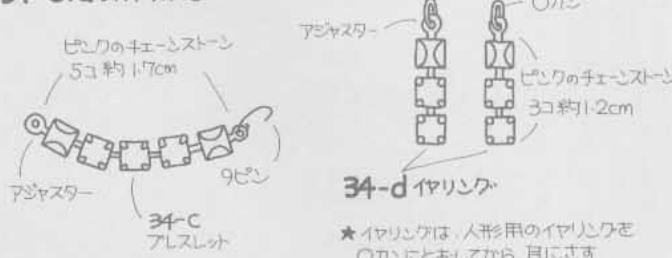 ピンクのチェーンストーン
5コ 約1.7cm
アジャスター
9ピン
34-c
ブレスレット
アジャスター
○カン
ピンクのチェーンストーン
3コ 約1.2cm
34-d イヤリング
★イヤリングは、人形用のイヤリングを
○カンにとおしてから、耳にさす